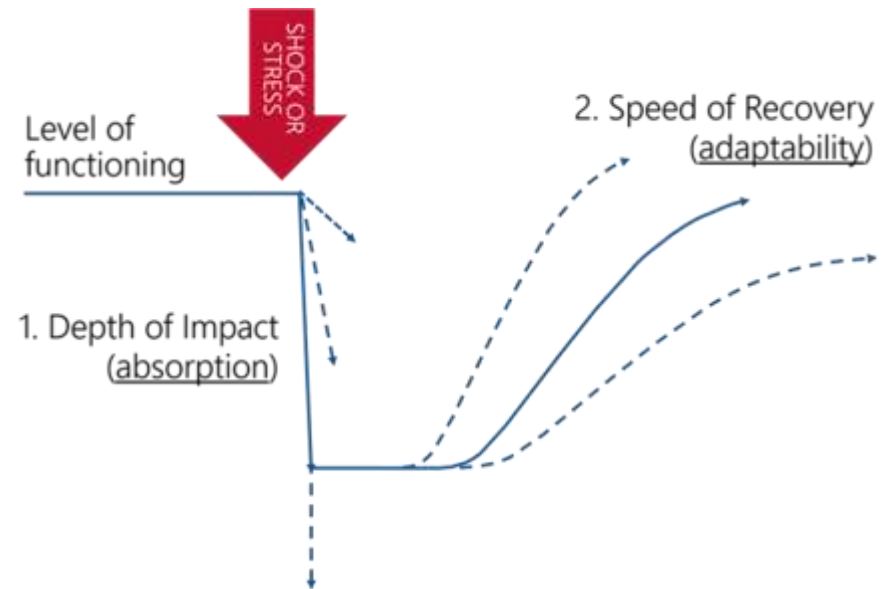 SHOCK OR
STRESS
Level of
functioning
2. Speed of Recovery
(adaptability)
1. Depth of Impact
(absorption)